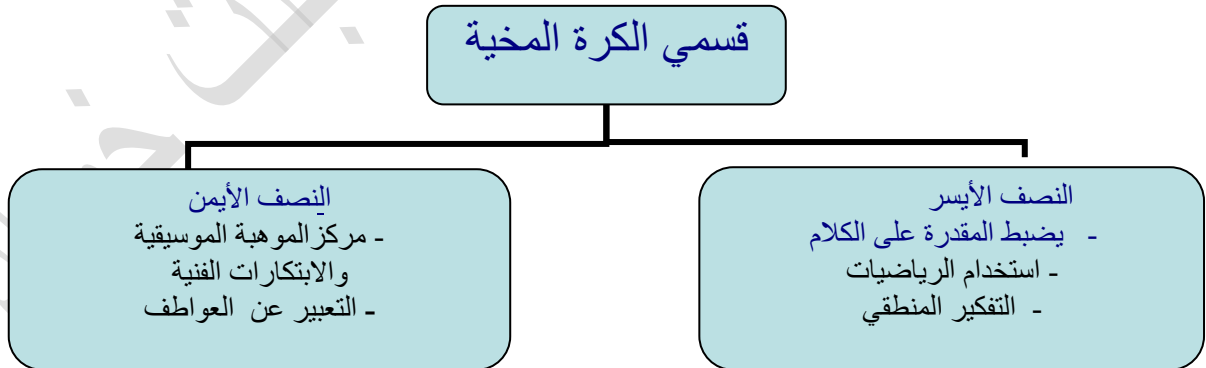 قسمي الكرة المخية
النصف الأيسر
- يضبط المقدرة على الكلام
- استخدام الرياضيات
- التفكير المنطقي
النصف الأيمن
- مركز الموهبة الموسيقية
والابتكارات الفنية
- التعبير عن العواطف